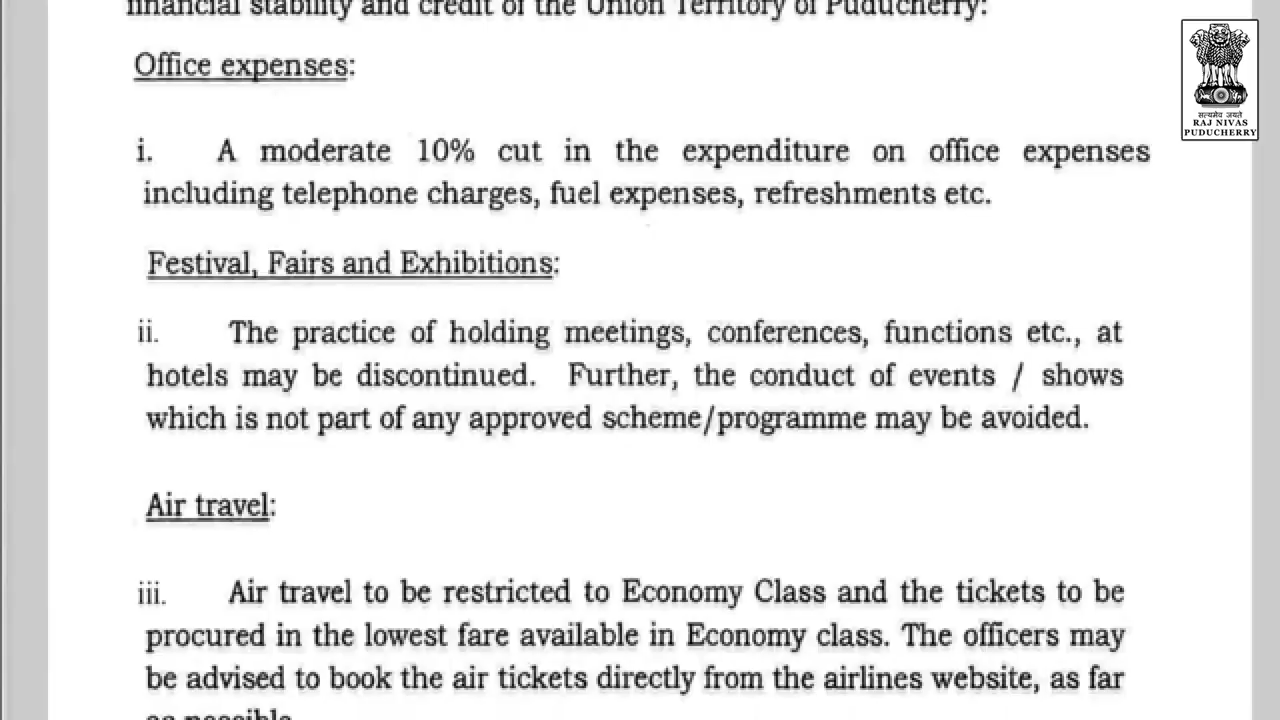 financial stability and credit of the Union Territory of Puducherry:
Office expenses:
सत्यमेव जयते
RAJ NIVAS
PUDUCHERRY
i. A moderate 10% cut in the expenditure on office expenses
including telephone charges, fuel expenses, refreshments etc.
Festival, Fairs and Exhibitions:
ii. The practice of holding meetings, conferences, functions etc., at
hotels may be discontinued. Further, the conduct of events / shows
which is not part of any approved scheme/programme may be avoided.
Air travel:
iii. Air travel to be restricted to Economy Class and the tickets to be
procured in the lowest fare available in Economy class. The officers may
be advised to book the air tickets directly from the airlines website, as far
as possible